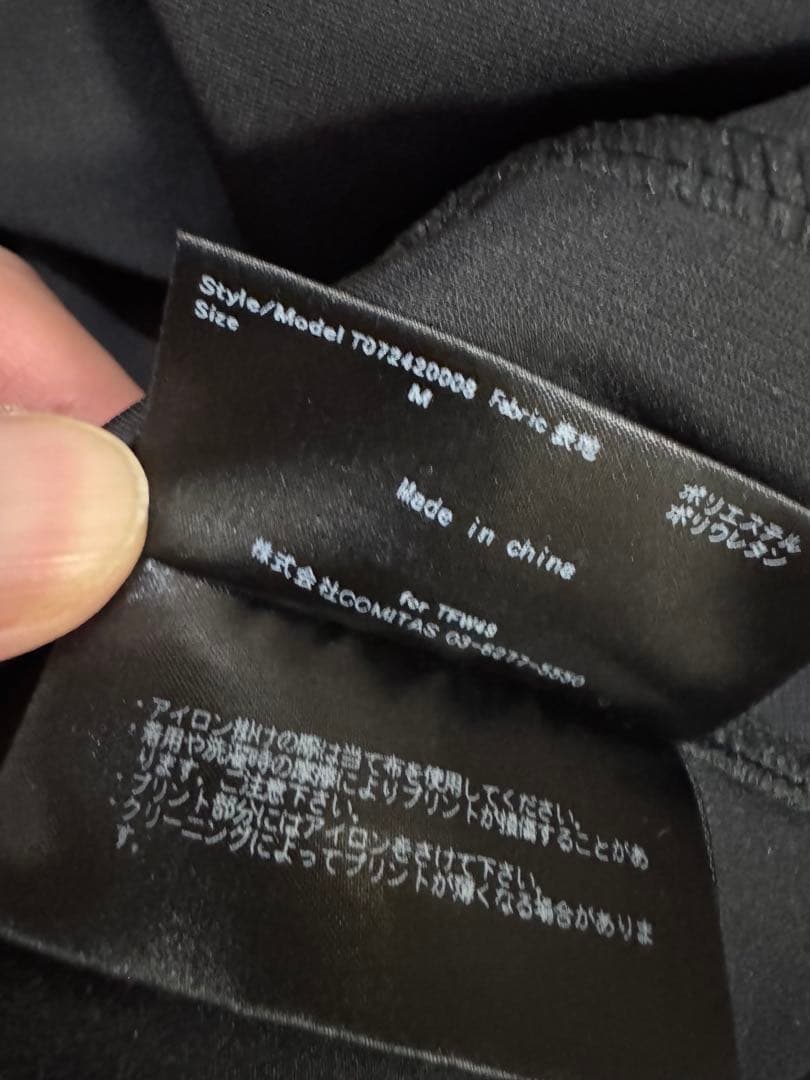 Style/Model T072420008 Fabric 表地
Size M
ポリエステル
ポリウレタン
Made in china
for TFW49
株式会社COMITAS 03-6277-5550
・アイロン掛けの際は当て布を使用してください。
・着用や洗濯時の摩擦によりプリントが損傷することがあ
ります。ご注意下さい。
・プリント部分にはアイロンをさけて下さい。
・クリーニングによってプリントが薄くなる場合がありま
す。